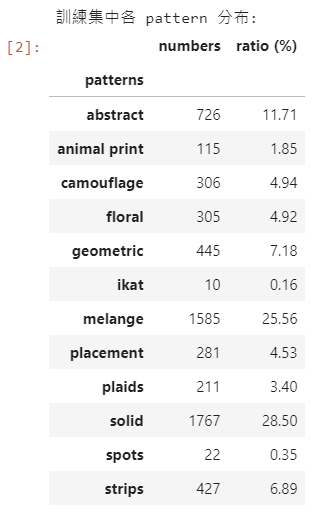 訓練集中各 pattern 分布:
[2]:
numbers ratio (%)
patterns
abstract 726 11.71
animal print 115 1.85
camouflage 306 4.94
floral 305 4.92
geometric 445 7.18
ikat 10 0.16
melange 1585 25.56
placement 281 4.53
plaids 211 3.40
solid 1767 28.50
spots 22 0.35
strips 427 6.89